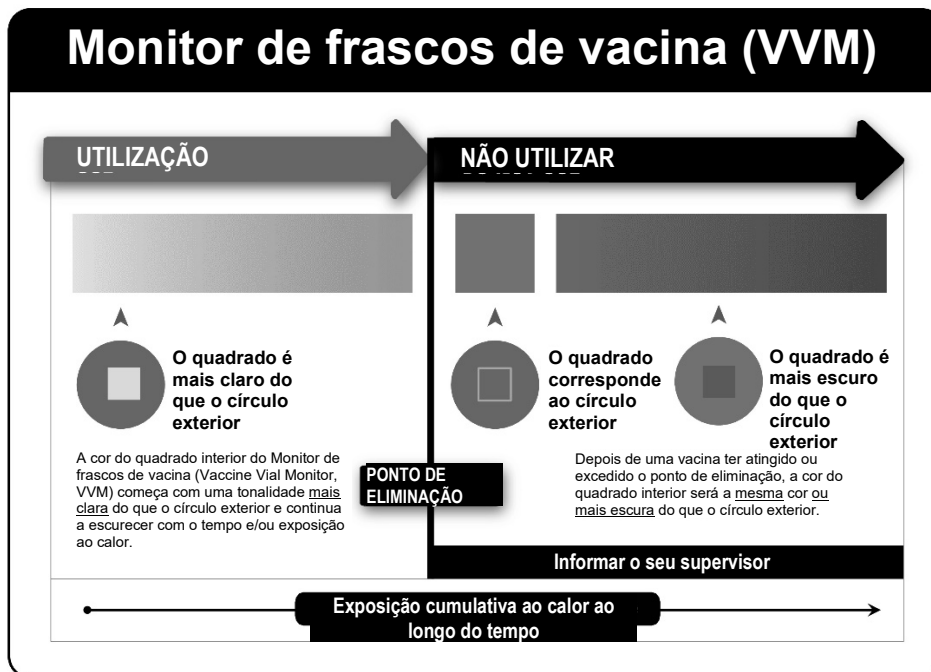 Monitor de frascos de vacina (VVM)
UTILIZAÇÃO
NÃO UTILIZAR
O quadrado é
mais claro do
que o círculo
exterior
O quadrado
corresponde
ao círculo
exterior
O quadrado é
mais escuro
do que o
círculo
exterior
A cor do quadrado interior do Monitor de
frascos de vacina (Vaccine Vial Monitor,
VVM) começa com uma tonalidade mais
clara do que o círculo exterior e continua
a escurecer com o tempo e/ou exposição
ao calor.
PONTO DE
ELIMINAÇÃO
Depois de uma vacina ter atingido ou
excedido o ponto de eliminação, a cor do
quadrado interior será a mesma cor ou
mais escura do que o círculo exterior.
Informar o seu supervisor
Exposição cumulativa ao calor ao
longo do tempo